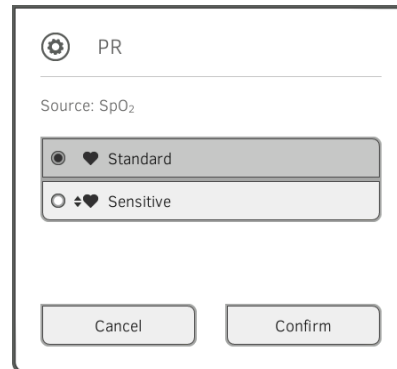 PR
Source: SpO₂
Standard
Sensitive
Cancel
Confirm